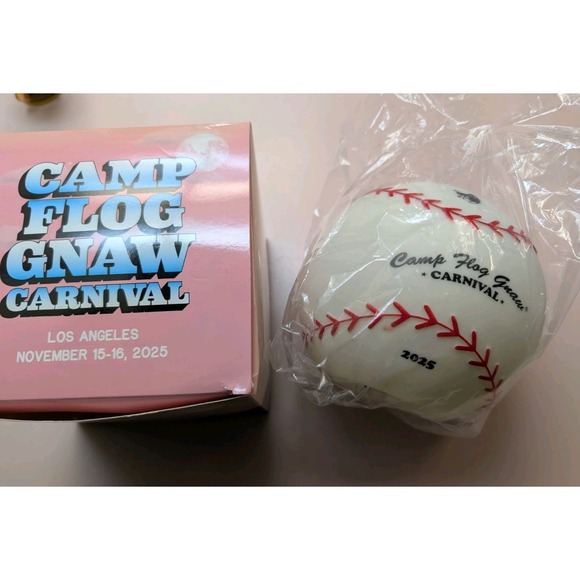 CAMP
FLOG
GNAW
CARNIVAL
LOS ANGELES
NOVEMBER 15-16, 2025
Camp Flog Gnaw
• CARNIVAL •
2025